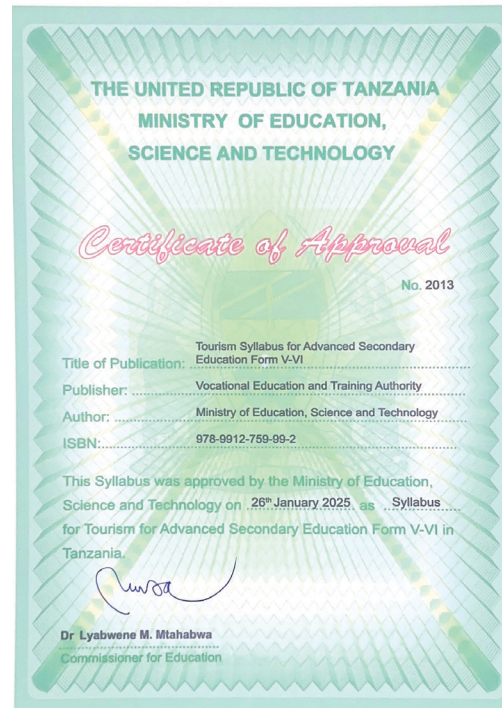 THE UNITED REPUBLIC OF TANZANIA
MINISTRY OF EDUCATION,
SCIENCE AND TECHNOLOGY
Certificate of Approval
No. 2013
Title of Publication: Tourism Syllabus for Advanced Secondary
Education Form V-VI
Publisher: Vocational Education and Training Authority
Author: Ministry of Education, Science and Technology
ISBN: 978-9912-759-99-2
This Syllabus was approved by the Ministry of Education,
Science and Technology on 26th January 2025 as Syllabus
for Tourism for Advanced Secondary Education Form V-VI in
Tanzania.
Dr Lyabwene M. Mtahabwa
Commissioner for Education